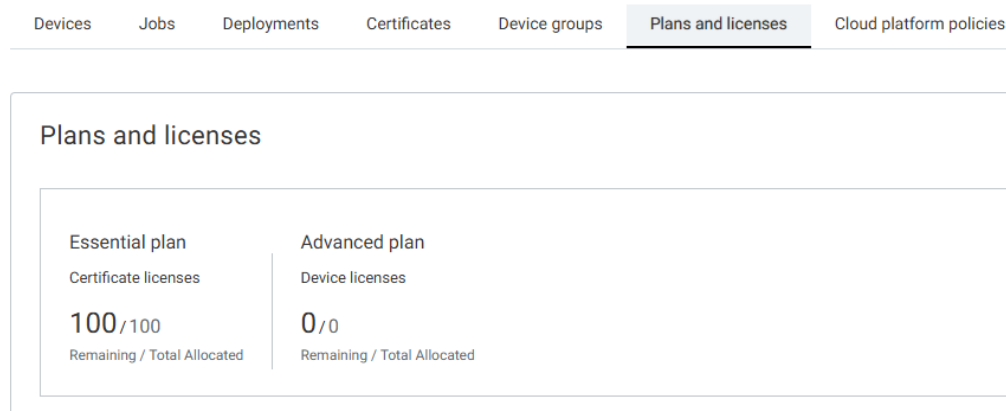 Devices Jobs Deployments Certificates Device groups Plans and licenses Cloud platform policies
Plans and licenses
Essential plan
Certificate licenses
100/100
Remaining / Total Allocated
Advanced plan
Device licenses
0/0
Remaining / Total Allocated